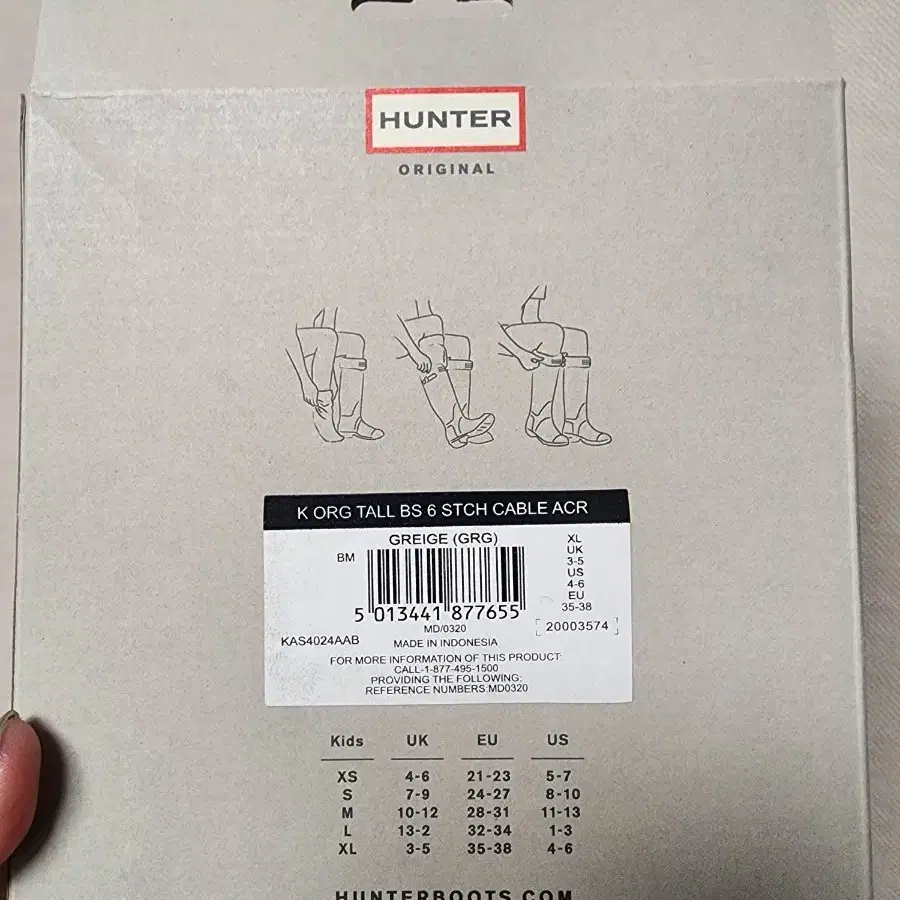 HUNTER
ORIGINAL
K ORG TALL BS 6 STCH CABLE ACR
GREIGE (GRG)
BM
XL
UK
3-5
US
4-6
EU
35-38
5 013441 877655
MD/0320
[20003574]
KAS4024AAB
MADE IN INDONESIA
FOR MORE INFORMATION OF THIS PRODUCT:
CALL-1-877-495-1500
PROVIDING THE FOLLOWING:
REFERENCE NUMBERS:MD0320
Kids UK EU US
XS 4-6 21-23 5-7
S 7-9 24-27 8-10
M 10-12 28-31 11-13
L 13-2 32-34 1-3
XL 3-5 35-38 4-6
HUNTERBOOTS.COM